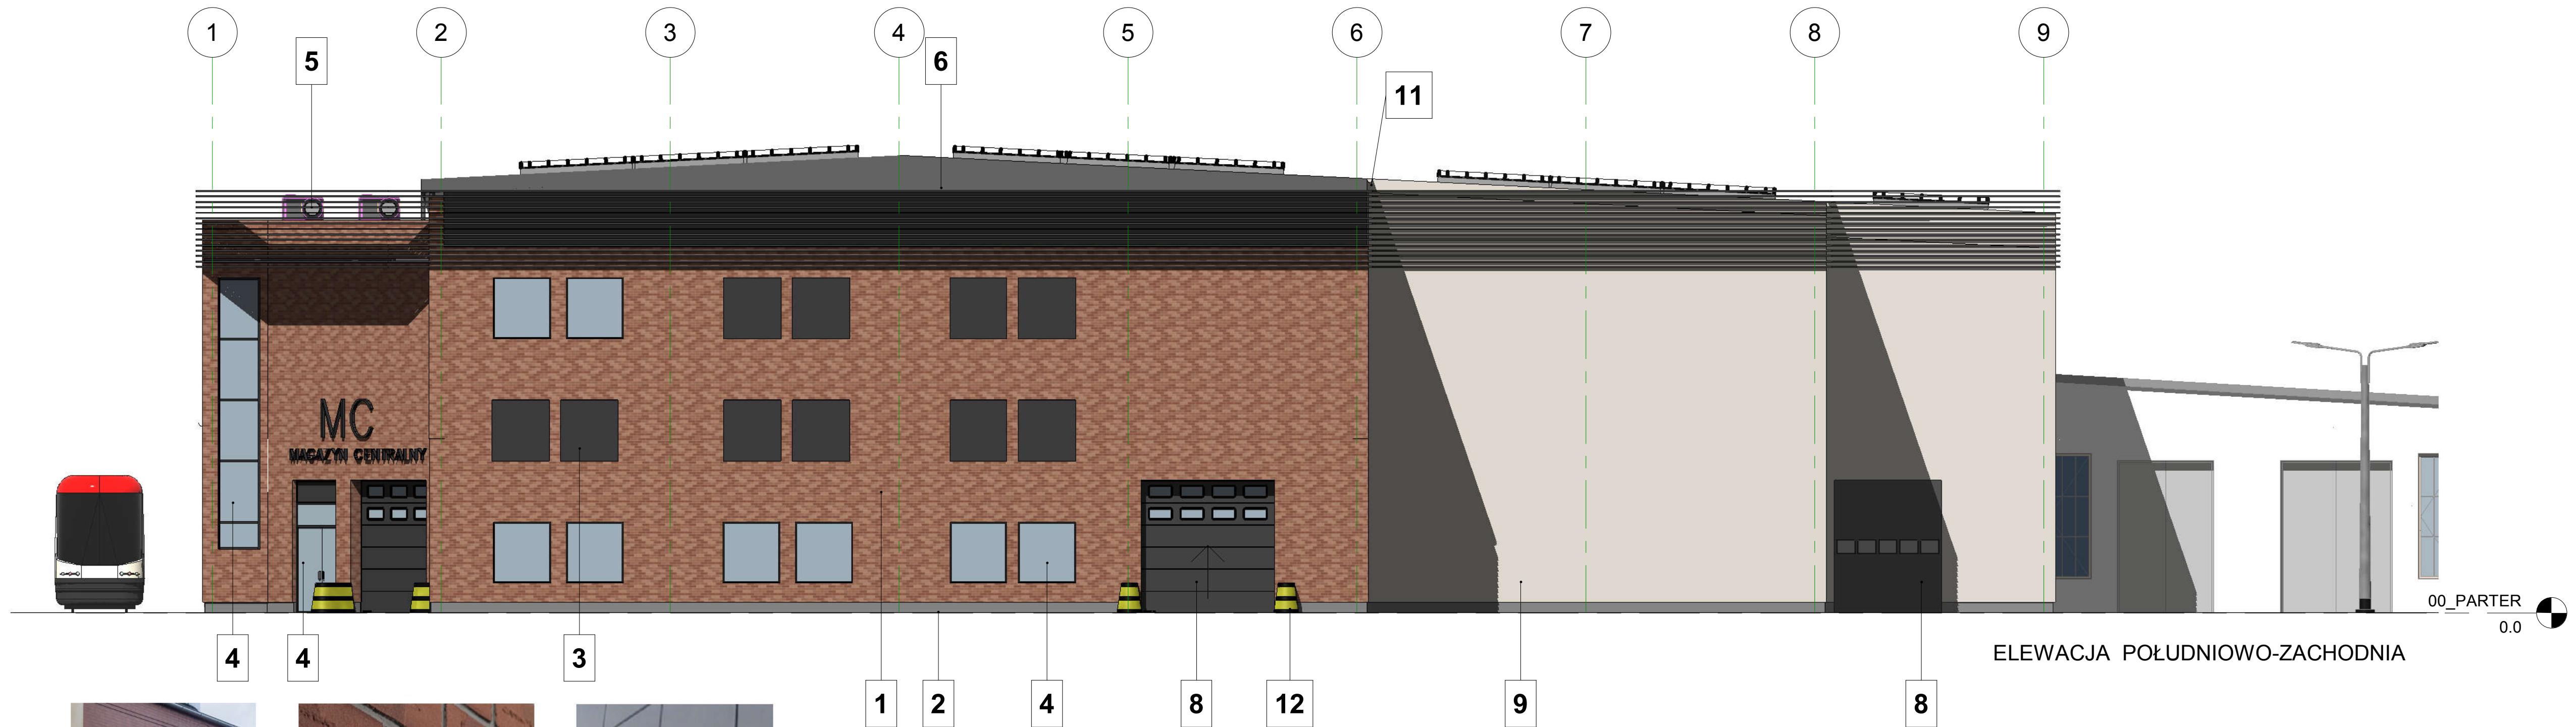 1 2 3 4 5 6 7 8 9
5 6
11
MC
MAGAZYN CENTRALNY
00_PARTER
0.0
ELEWACJA POŁUDNIOWO-ZACHODNIA
4 4 3
1 2 4 8 12 9 8